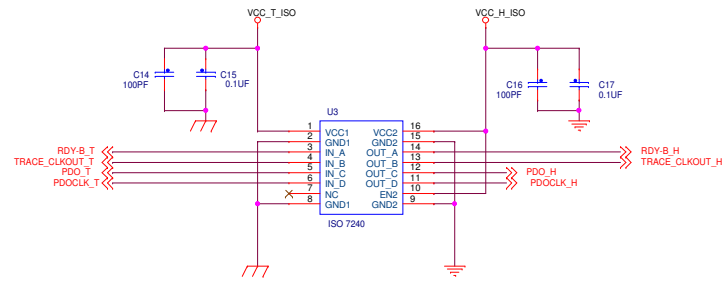 VCC_T_ISO
VCC_H_ISO
C14
100PF
C15
0.1UF
C16
100PF
C17
0.1UF
U3
1 VCC1 VCC2 16
2 GND1 GND2 15
RDY-B_T 3 IN_A OUT_A 14 RDY-B_H
TRACE_CLKOUT_T 4 IN_B OUT_B 13 TRACE_CLKOUT_H
PDO_T 5 IN_C OUT_C 12 PDO_H
PDOCLK_T 6 IN_D OUT_D 11 PDOCLK_H
7 NC EN2 10
8 GND1 GND2 9
ISO 7240